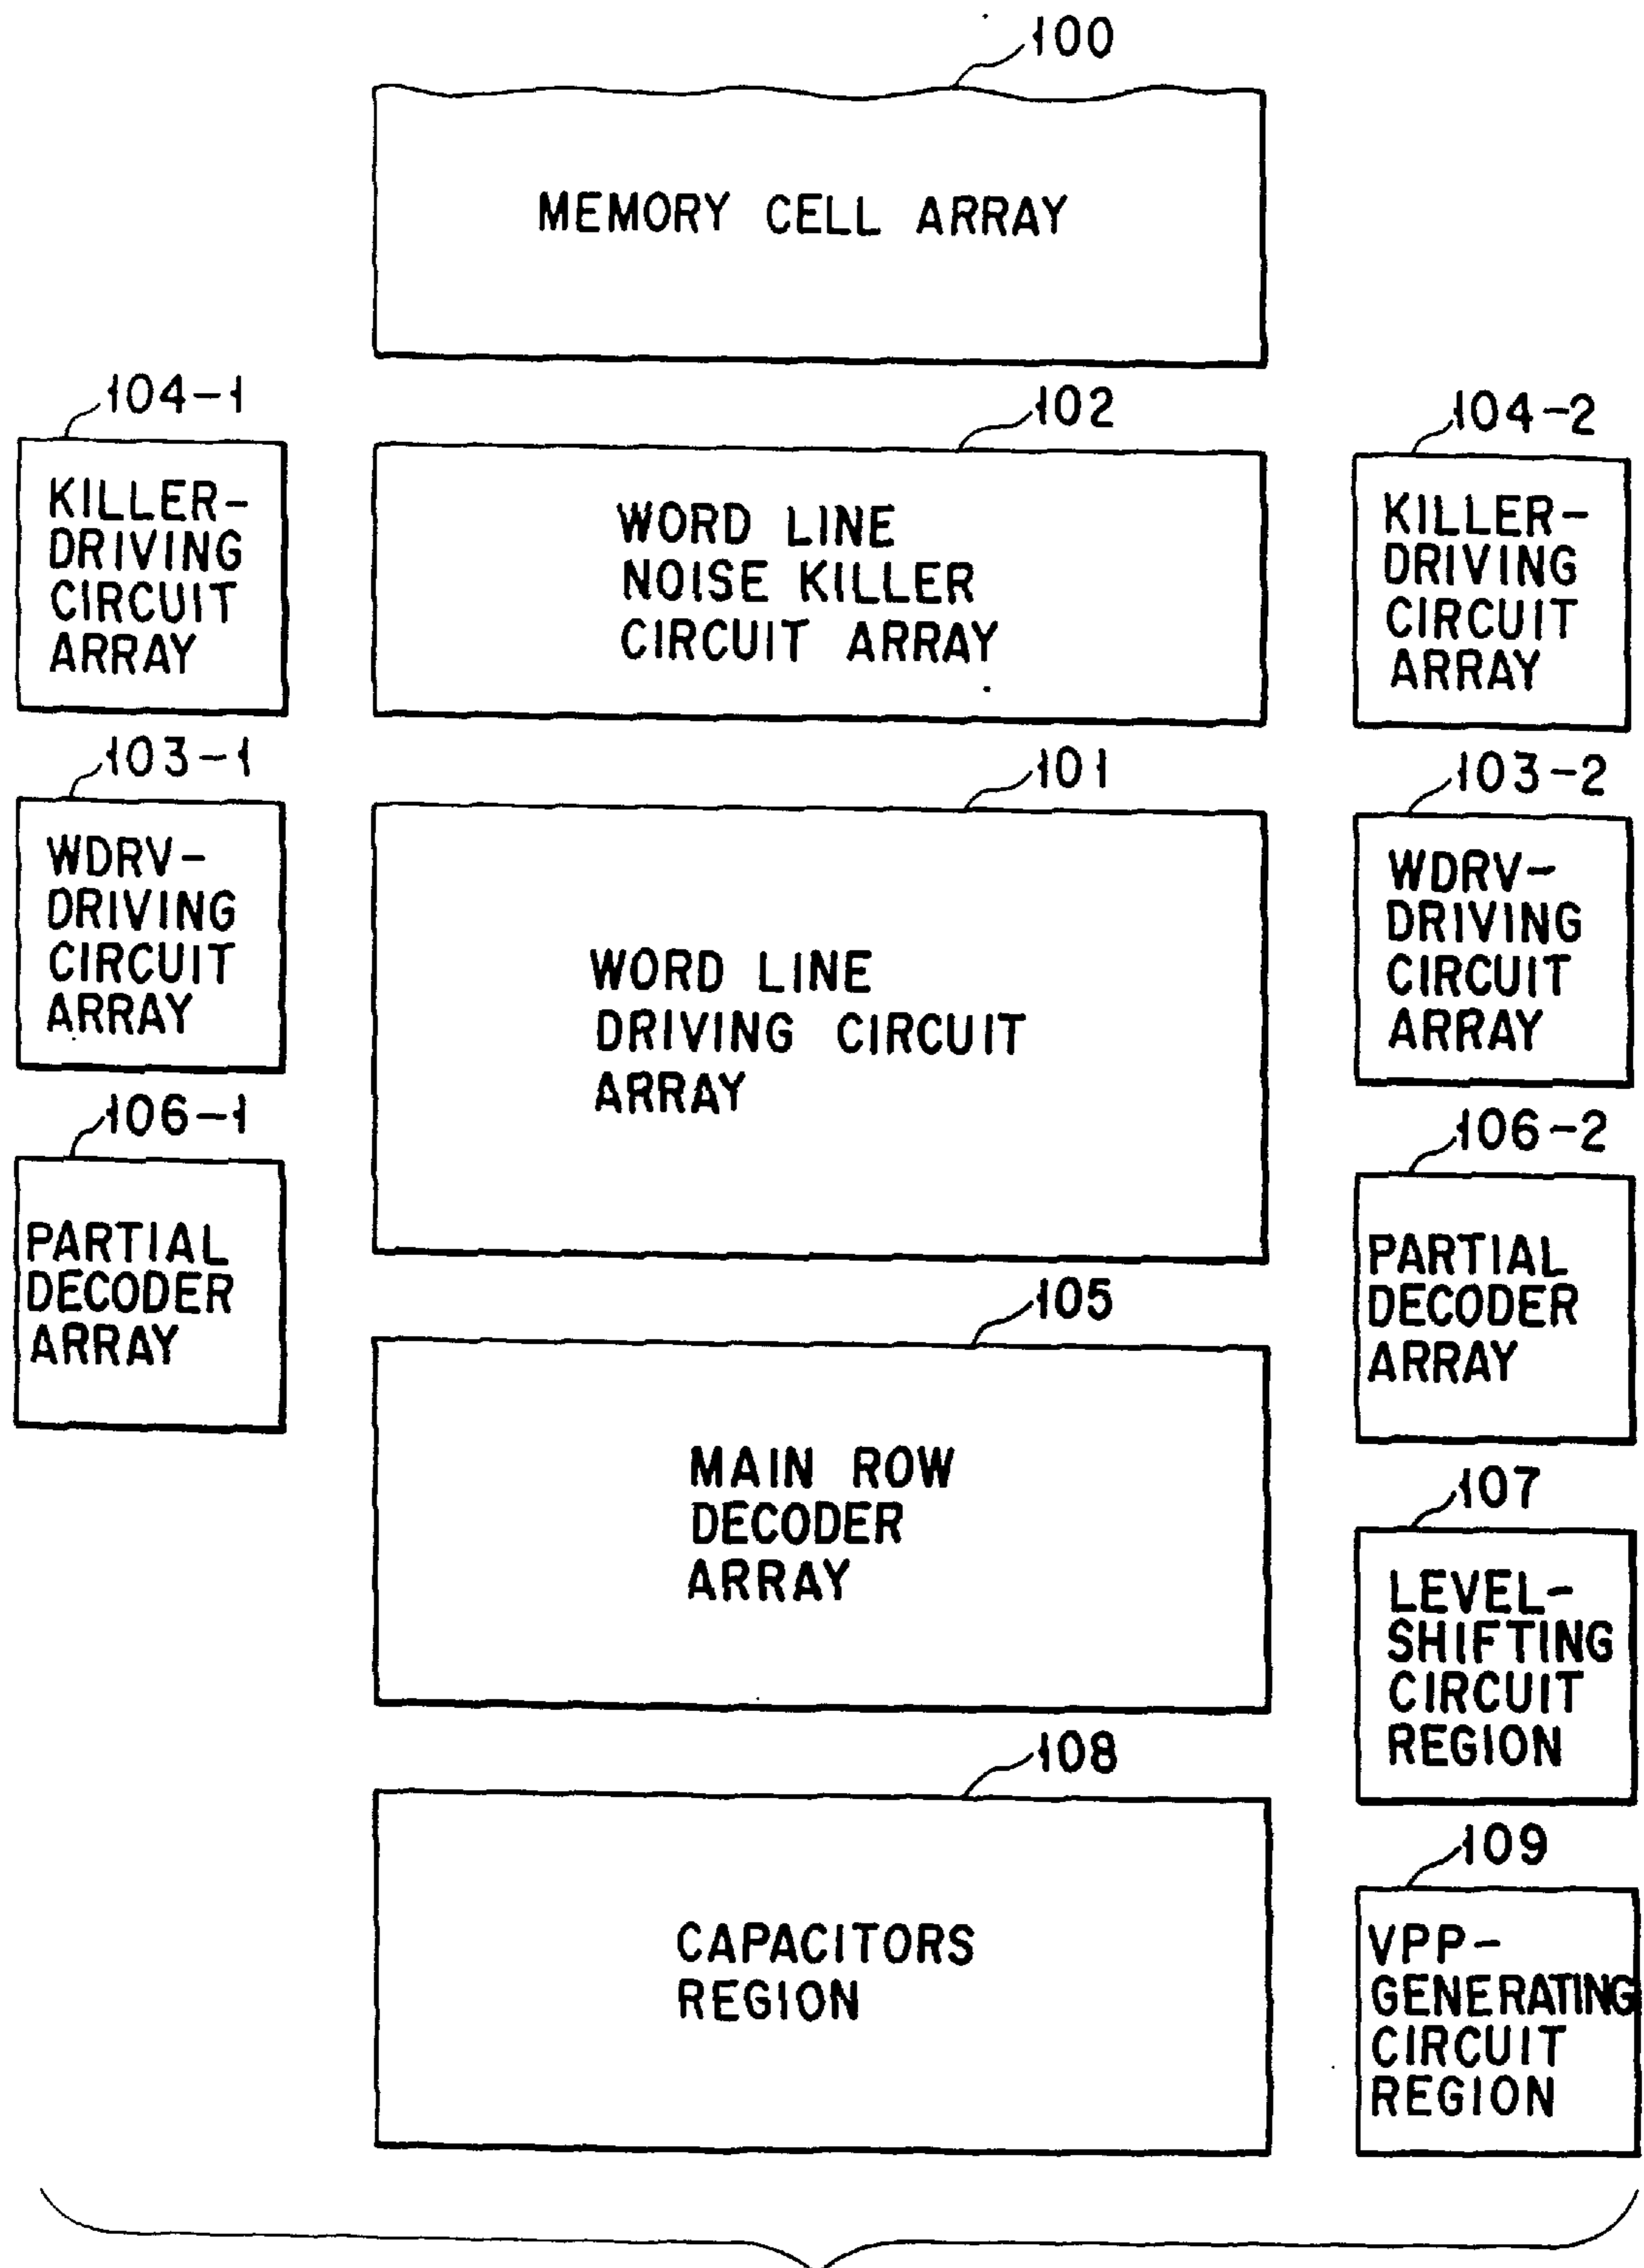 100
MEMORY CELL ARRAY
104-1
KILLER-
DRIVING
CIRCUIT
ARRAY
102
WORD LINE
NOISE KILLER
CIRCUIT ARRAY
104-2
KILLER-
DRIVING
CIRCUIT
ARRAY
103-1
WDRV-
DRIVING
CIRCUIT
ARRAY
101
WORD LINE
DRIVING CIRCUIT
ARRAY
103-2
WDRV-
DRIVING
CIRCUIT
ARRAY
106-1
PARTIAL
DECODER
ARRAY
106-2
PARTIAL
DECODER
ARRAY
105
MAIN ROW
DECODER
ARRAY
107
LEVEL-
SHIFTING
CIRCUIT
REGION
108
CAPACITORS
REGION
109
VPP-
GENERATING
CIRCUIT
REGION